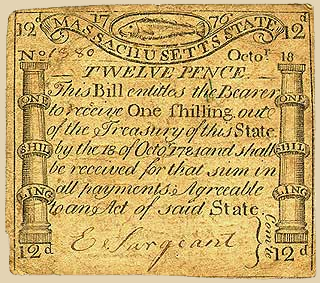 12d 17 76 12d
MASSACHUSETTS STATE
No 1380 Octor. 18
TWELVE PENCE
This Bill entitles the Bearer
to receive One Shilling out
of the Treasury of this State
by the 18 of Octo 1781 and shall
be received for that sum in
all payments Agreeable
to an Act of said State.
ONE ONE
SHIL SHIL
LING LING
E Sargeant
Comtee
12d 12d